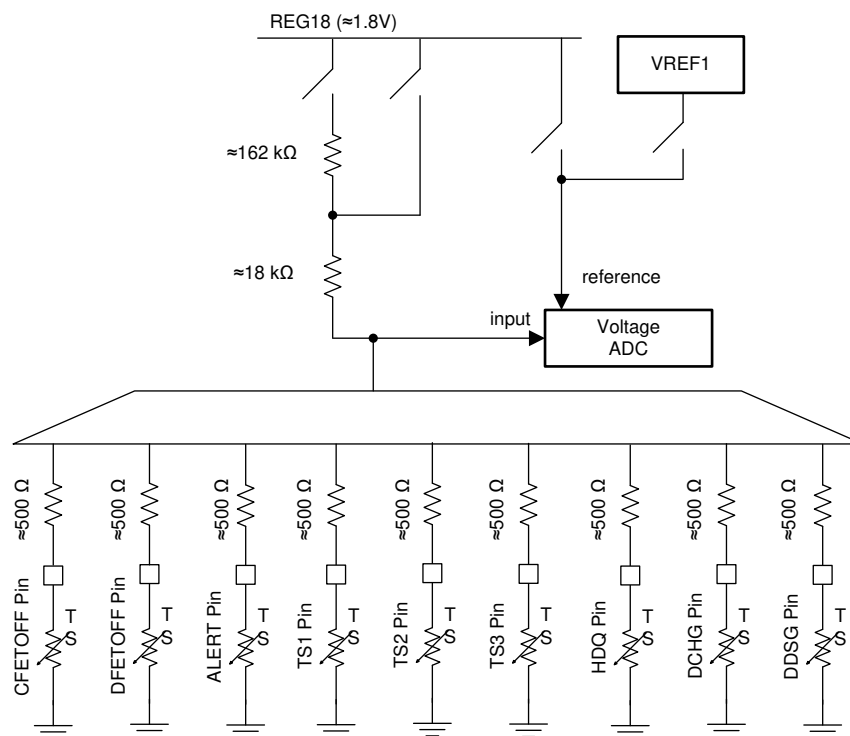 REG18 (≈1.8V)
VREF1
≈162 kΩ
≈18 kΩ
reference
input
Voltage
ADC
≈500 Ω
≈500 Ω
≈500 Ω
≈500 Ω
≈500 Ω
≈500 Ω
≈500 Ω
≈500 Ω
≈500 Ω
CFETOFF Pin
T
S
DFETOFF Pin
T
S
ALERT Pin
T
S
TS1 Pin
T
S
TS2 Pin
T
S
TS3 Pin
T
S
HDQ Pin
T
S
DCHG Pin
T
S
DDSG Pin
T
S